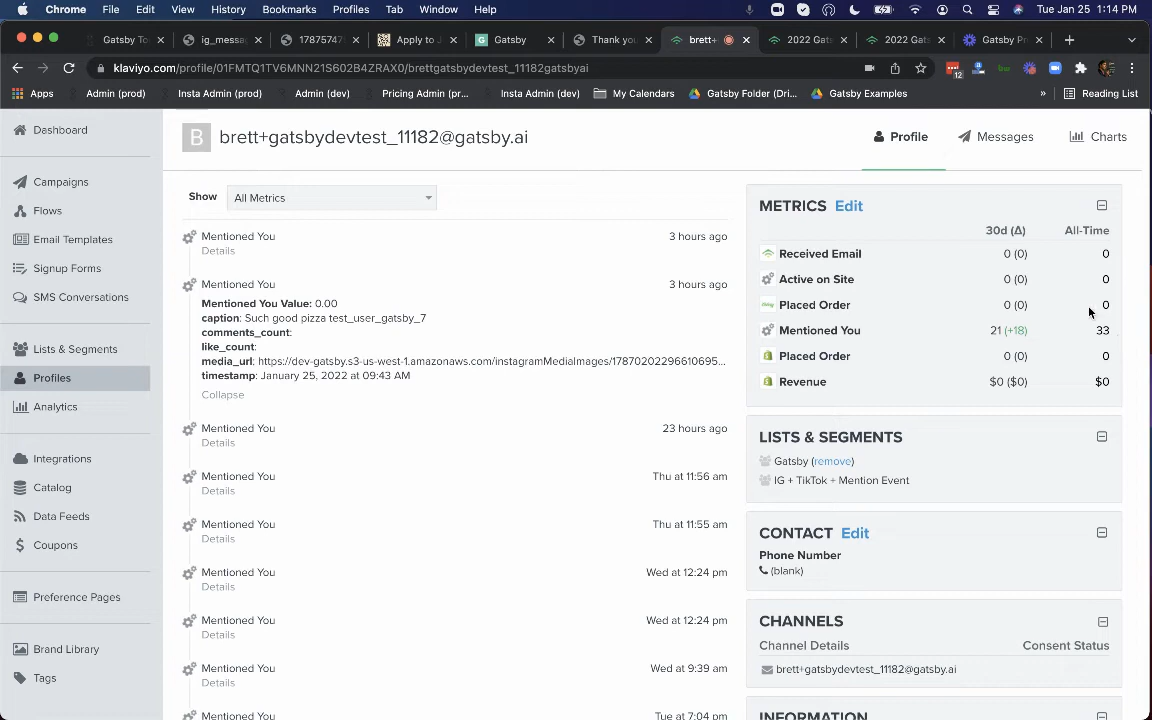 Chrome File Edit View History Bookmarks Profiles Tab Window Help Tue Jan 25 1:14 PM
Gatsby To ig_messa 17875747 Apply to J Gatsby Thank you brett+ 2022 Gats 2022 Gats Gatsby Pr
klaviyo.com/profile/01FMTQ1TV6MNN21S602B4ZRAX0/brettgatsbydevtest_11182gatsbyai
12
Apps Admin (prod) Insta Admin (prod) Admin (dev) Pricing Admin (pr... Insta Admin (dev) My Calendars Gatsby Folder (Dri... Gatsby Examples » Reading List
Dashboard
Campaigns
Flows
Email Templates
Signup Forms
SMS Conversations
Lists & Segments
Profiles
Analytics
Integrations
Catalog
Data Feeds
Coupons
Preference Pages
Brand Library
Tags
B brett+gatsbydevtest_11182@gatsby.ai
Profile Messages Charts
Show All Metrics
Mentioned You 3 hours ago
Details
Mentioned You 3 hours ago
Mentioned You Value: 0.00
caption: Such good pizza test_user_gatsby_7
comments_count:
like_count:
media_url: https://dev-gatsby.s3-us-west-1.amazonaws.com/instagramMediaImages/17870202296610695...
timestamp: January 25, 2022 at 09:43 AM
Collapse
Mentioned You 23 hours ago
Details
Mentioned You Thu at 11:56 am
Details
Mentioned You Thu at 11:55 am
Details
Mentioned You Wed at 12:24 pm
Details
Mentioned You Wed at 12:24 pm
Details
Mentioned You Wed at 9:39 am
Details
Mentioned You Tue at 7:04 pm
METRICS Edit
30d (Δ) All-Time
Received Email 0 (0) 0
Active on Site 0 (0) 0
Placed Order 0 (0) 0
Mentioned You 21 (+18) 33
Placed Order 0 (0) 0
Revenue $0 ($0) $0
LISTS & SEGMENTS
Gatsby (remove)
IG + TikTok + Mention Event
CONTACT Edit
Phone Number
(blank)
CHANNELS
Channel Details Consent Status
brett+gatsbydevtest_11182@gatsby.ai
INFORMATION